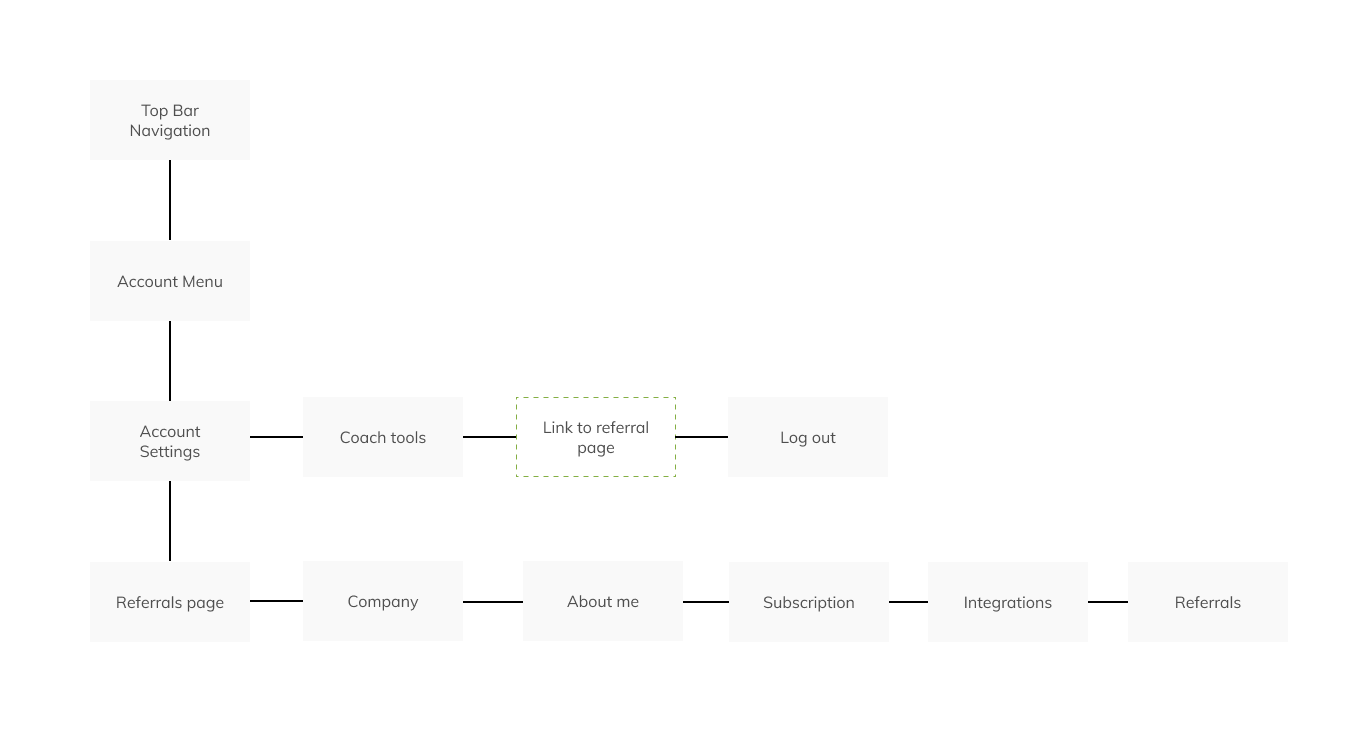 Top Bar
Navigation
Account Menu
Account
Settings
Coach tools
Link to referral
page
Log out
Referrals page
Company
About me
Subscription
Integrations
Referrals